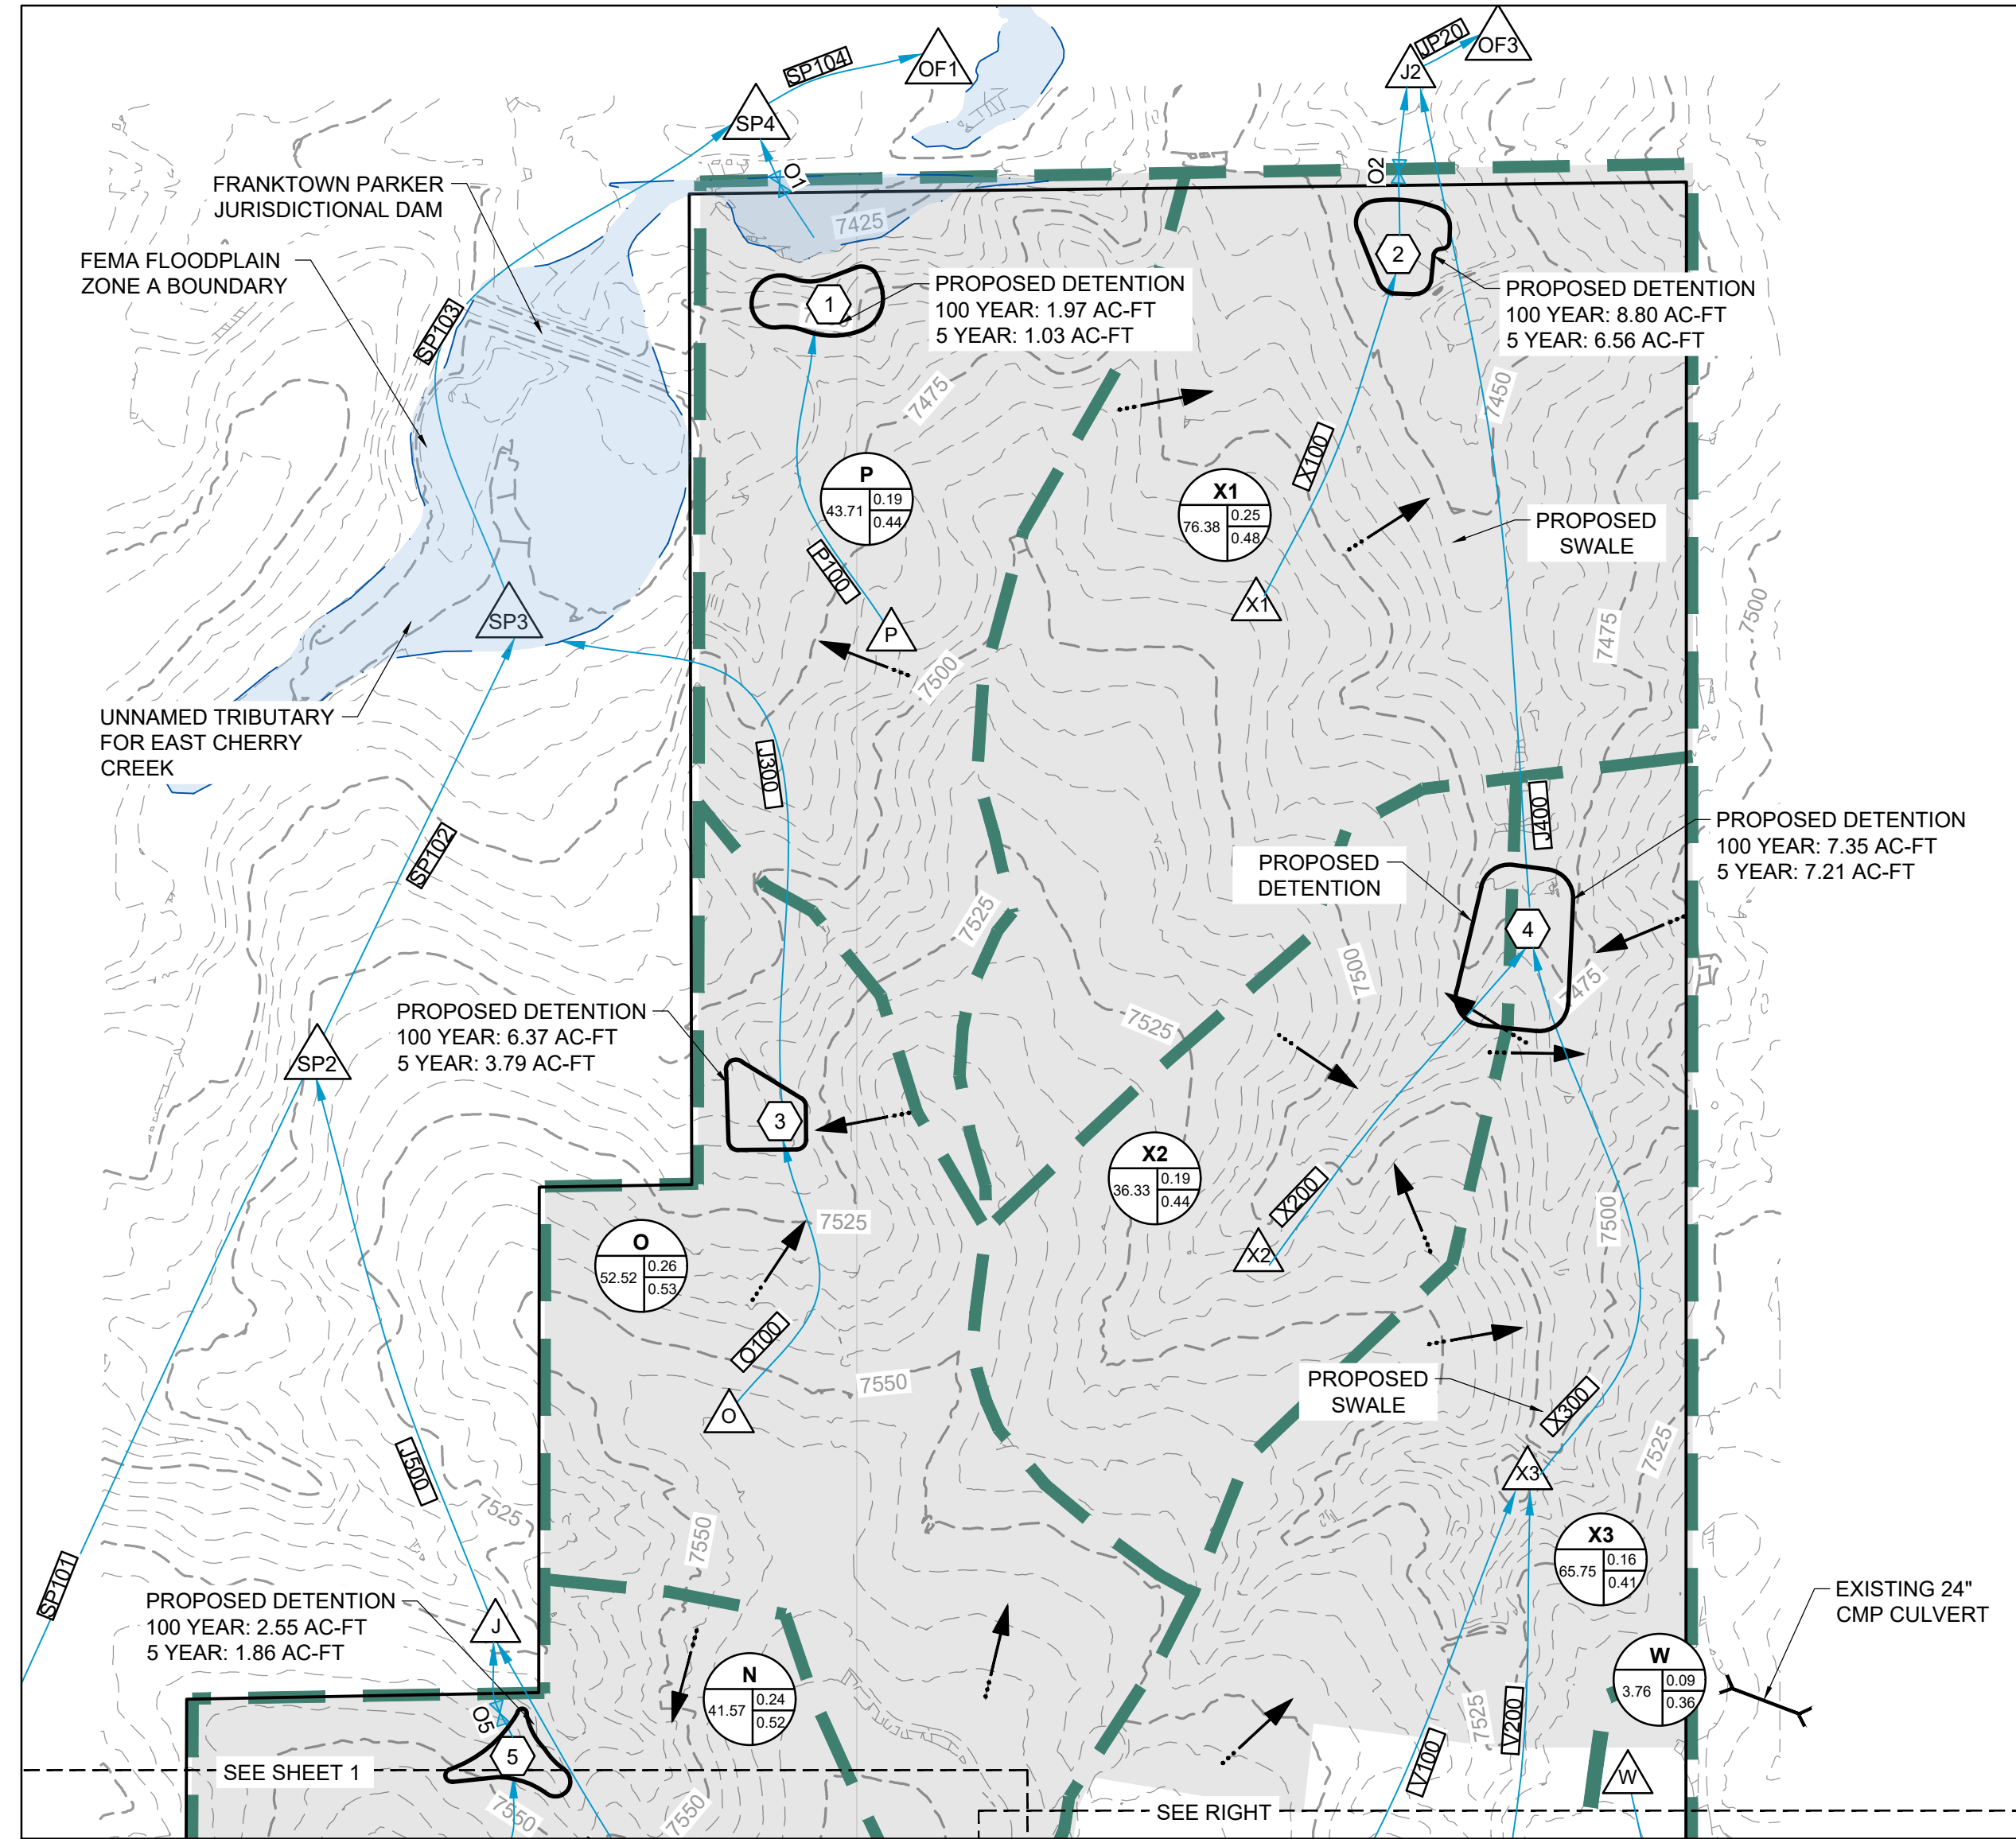 JP20
OF3
SP104
OF1
J2
SP4
O1
O2
FRANKTOWN PARKER
JURISDICTIONAL DAM
7425
FEMA FLOODPLAIN
ZONE A BOUNDARY
2
1
PROPOSED DETENTION
100 YEAR: 1.97 AC-FT
5 YEAR: 1.03 AC-FT
PROPOSED DETENTION
100 YEAR: 8.80 AC-FT
5 YEAR: 6.56 AC-FT
SP103
7475
7450
X100
P
43.71
0.19
0.44
X1
76.38
0.25
0.48
PROPOSED
SWALE
P100
X1
SP3
P
7475
7500
7500
UNNAMED TRIBUTARY
FOR EAST CHERRY
CREEK
J300
J400
SP102
PROPOSED
DETENTION
PROPOSED DETENTION
100 YEAR: 7.35 AC-FT
5 YEAR: 7.21 AC-FT
7525
4
7500
7475
PROPOSED DETENTION
100 YEAR: 6.37 AC-FT
5 YEAR: 3.79 AC-FT
7525
SP2
3
X2
36.33
0.19
0.44
X200
7525
7500
O
52.52
0.26
0.53
X2
O100
7550
PROPOSED
SWALE
X300
O
7525
J500
X3
7525
7550
X3
65.75
0.16
0.41
SP101
PROPOSED DETENTION
100 YEAR: 2.55 AC-FT
5 YEAR: 1.86 AC-FT
J
EXISTING 24"
CMP CULVERT
N
41.57
0.24
0.52
W
3.76
0.09
0.36
O5
7525
V200
V100
5
SEE SHEET 1
W
7550
7550
SEE RIGHT